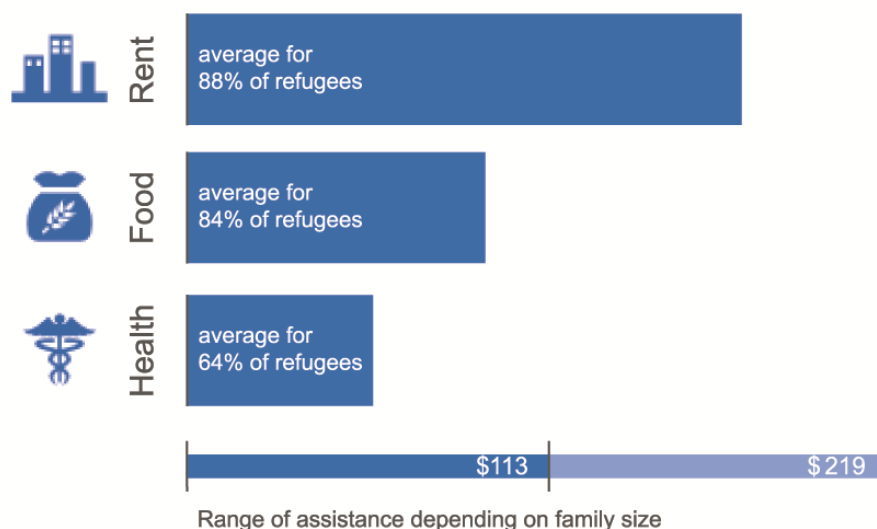 Rent
average for
88% of refugees
Food
average for
84% of refugees
Health
average for
64% of refugees
$113
$219
Range of assistance depending on family size